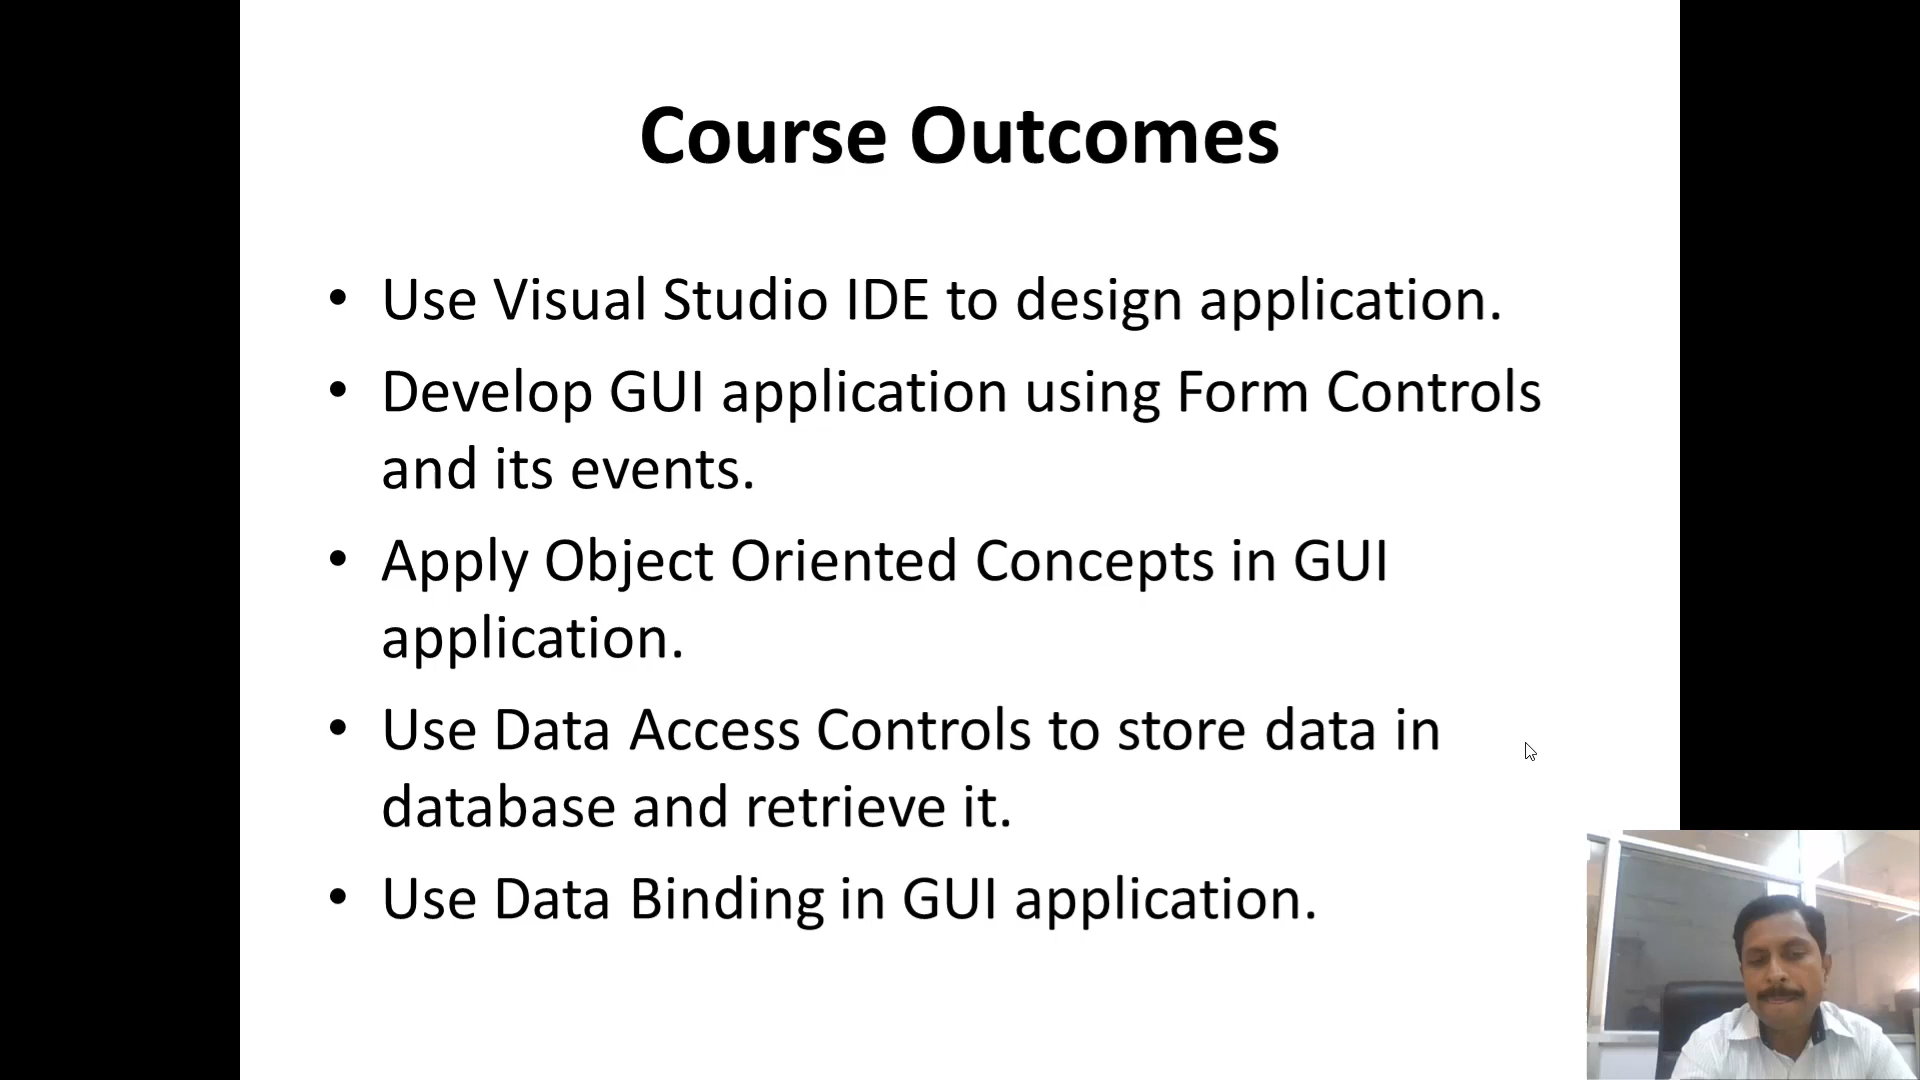 Course Outcomes
• Use Visual Studio IDE to design application.
• Develop GUI application using Form Controls
and its events.
• Apply Object Oriented Concepts in GUI
application.
• Use Data Access Controls to store data in
database and retrieve it.
• Use Data Binding in GUI application.